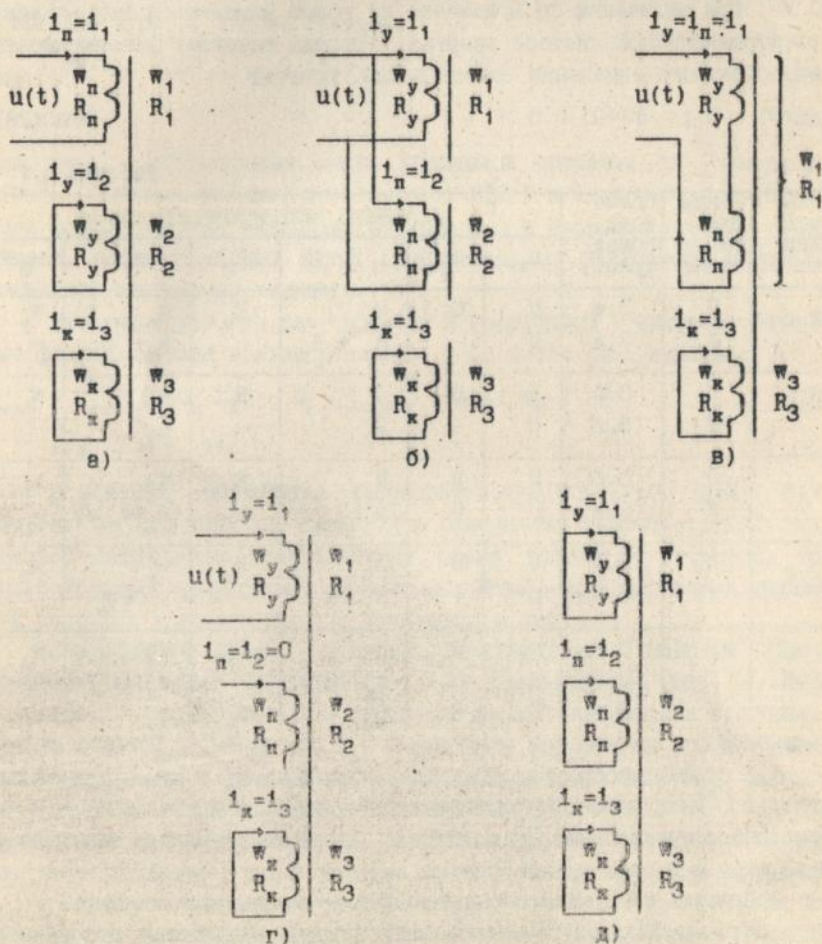 i_п=i_1
w_п w_1
u(t) R_п R_1
i_у=i_2
w_у w_2
R_у R_2
i_к=i_3
w_к w_3
R_к R_3
а)
i_у=i_1
w_у w_1
u(t) R_у R_1
i_п=i_2
w_п w_2
R_п R_2
i_к=i_3
w_к w_3
R_к R_3
б)
i_у=i_п=i_1
w_у
u(t) R_у
w_1
R_1
w_п
R_п
i_к=i_3
w_к w_3
R_к R_3
в)
i_у=i_1
w_у w_1
u(t) R_у R_1
i_п=i_2=0
w_п w_2
R_п R_2
i_к=i_3
w_к w_3
R_к R_3
г)
i_у=i_1
w_у w_1
R_у R_1
i_п=i_2
w_п w_2
R_п R_2
i_к=i_3
w_к w_3
R_к R_3
д)